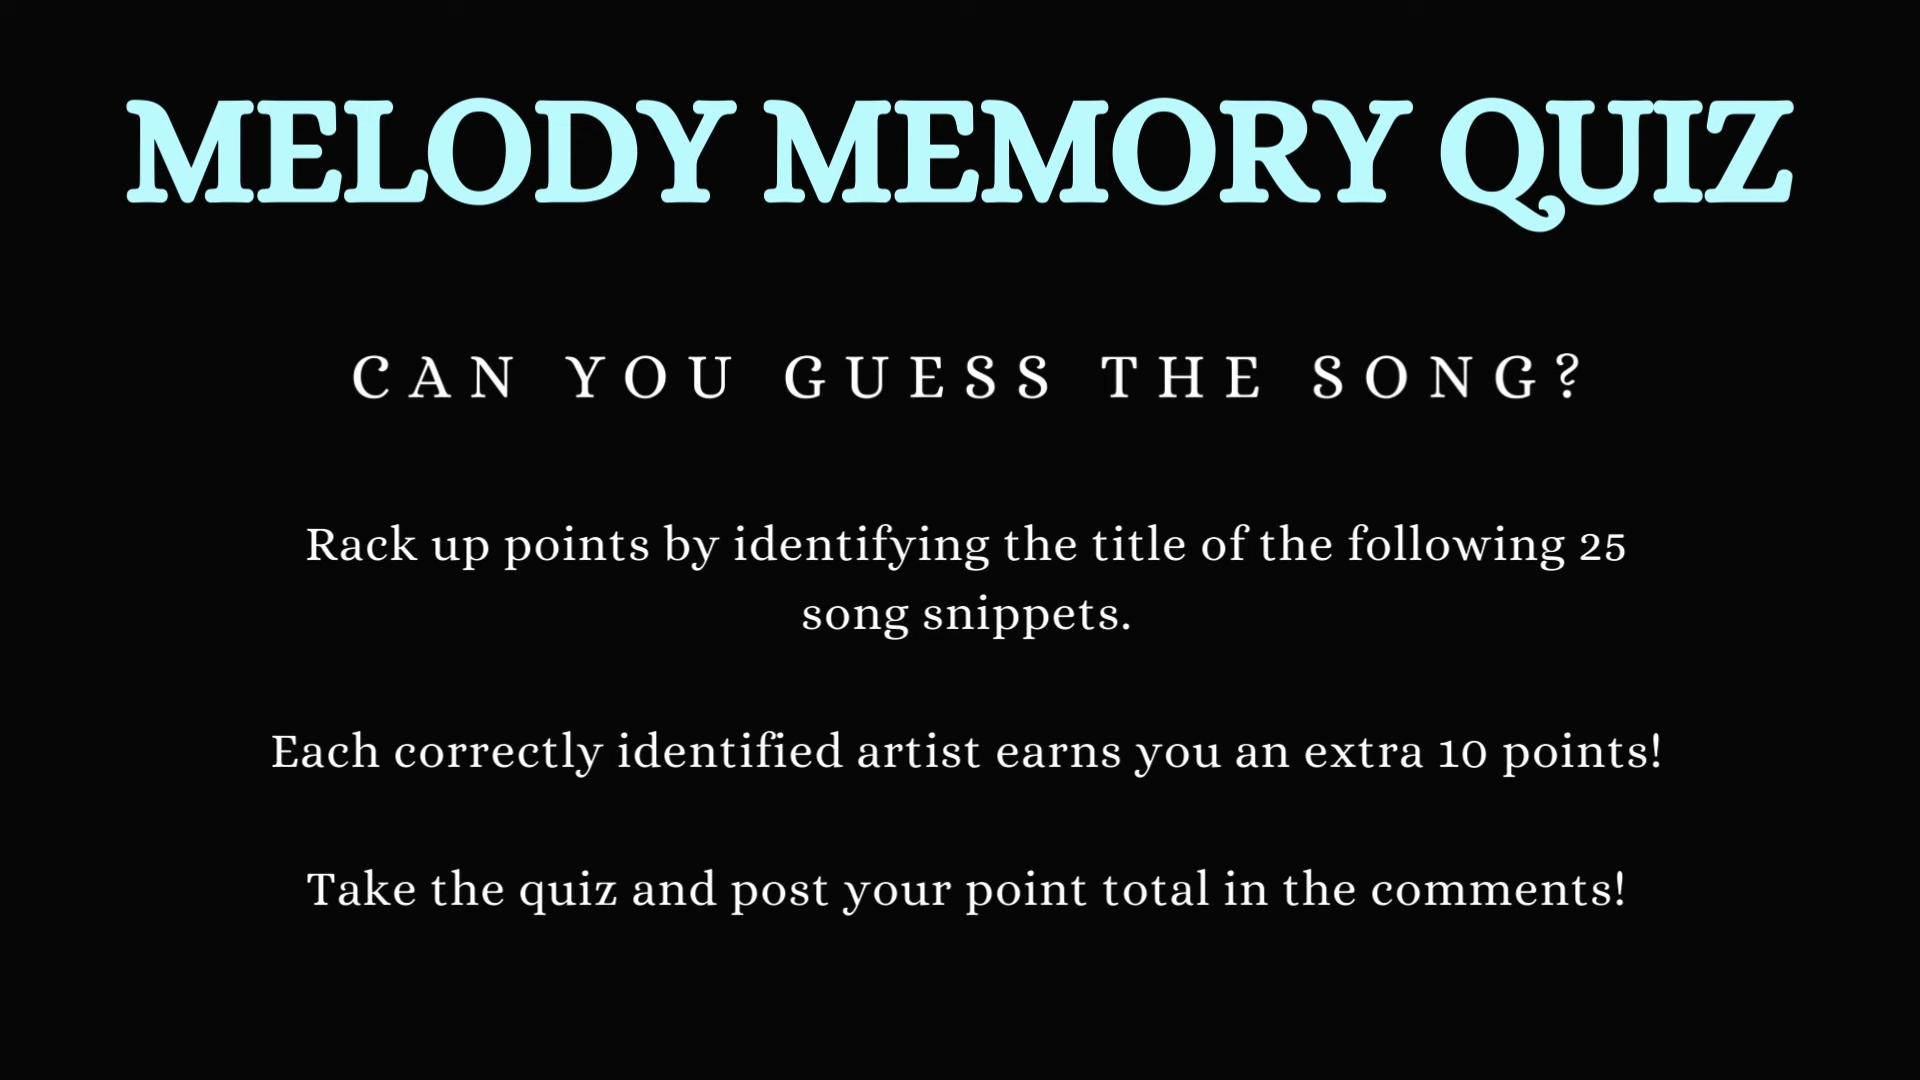 MELODY MEMORY QUIZ
CAN YOU GUESS THE SONG?
Rack up points by identifying the title of the following 25
song snippets.
Each correctly identified artist earns you an extra 10 points!
Take the quiz and post your point total in the comments!